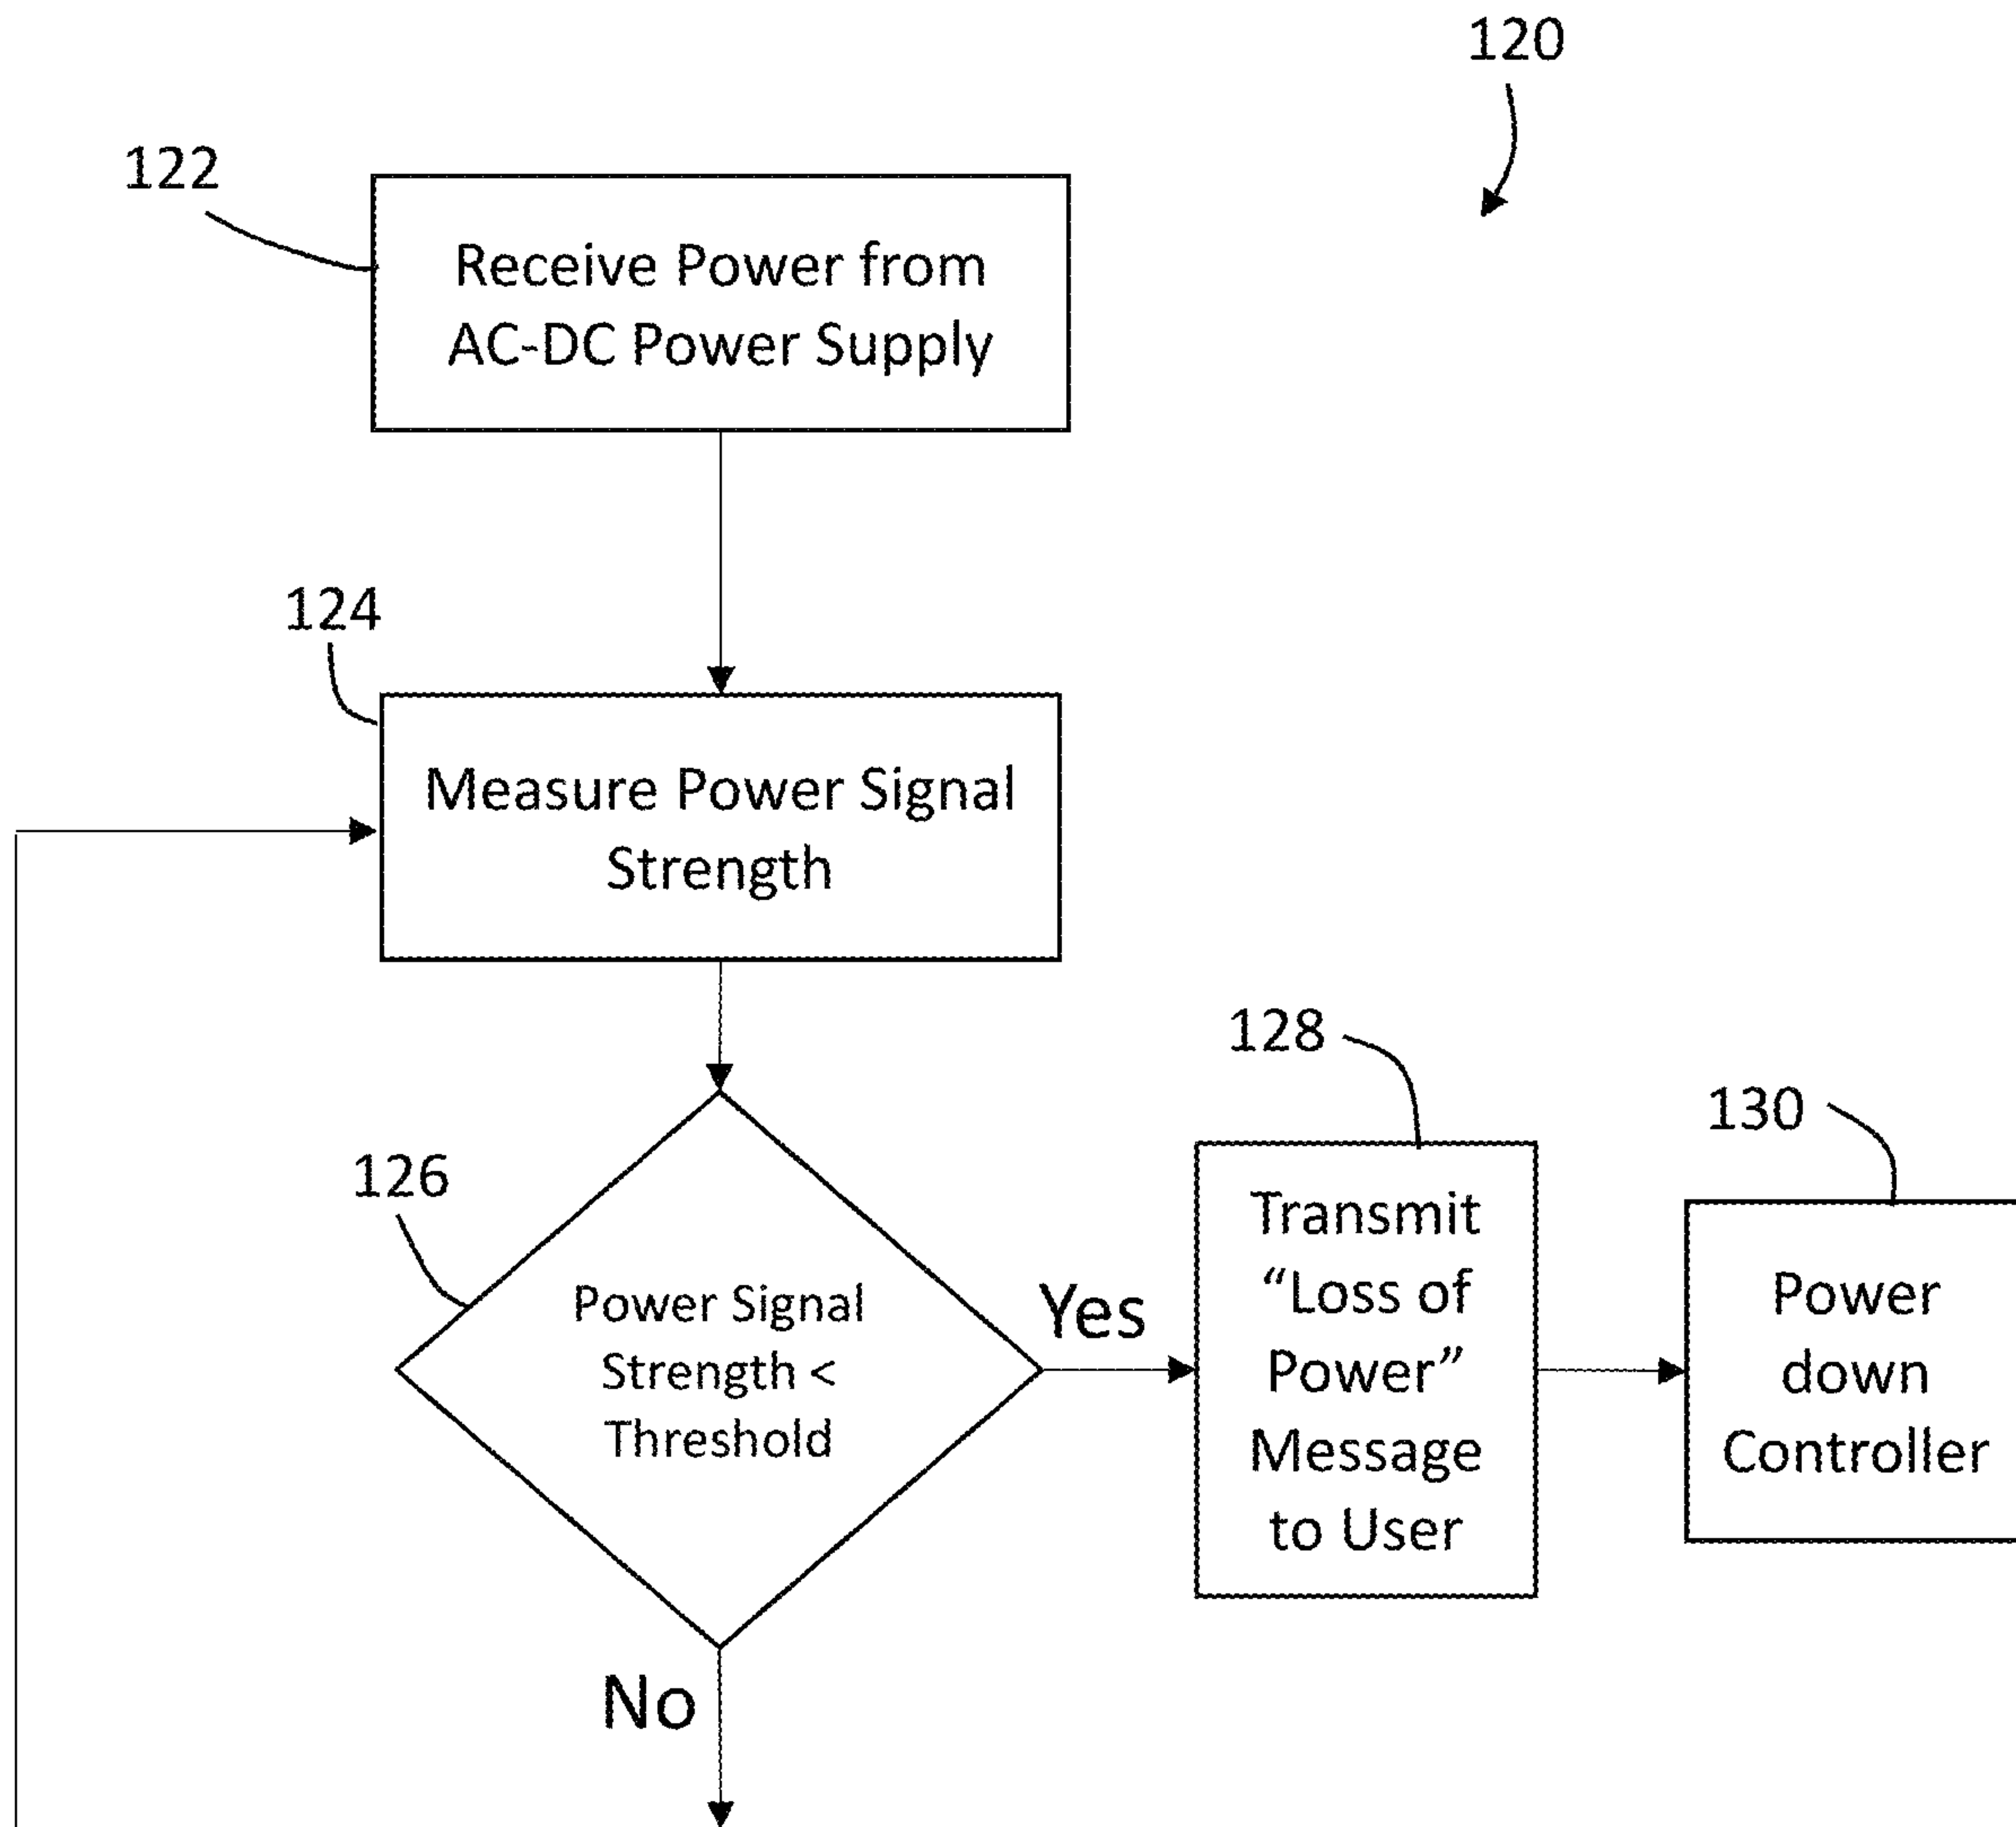 120
122
Receive Power from
AC-DC Power Supply
124
Measure Power Signal
Strength
126
Power Signal
Strength <
Threshold
Yes
No
128
Transmit
“Loss of
Power”
Message
to User
130
Power
down
Controller